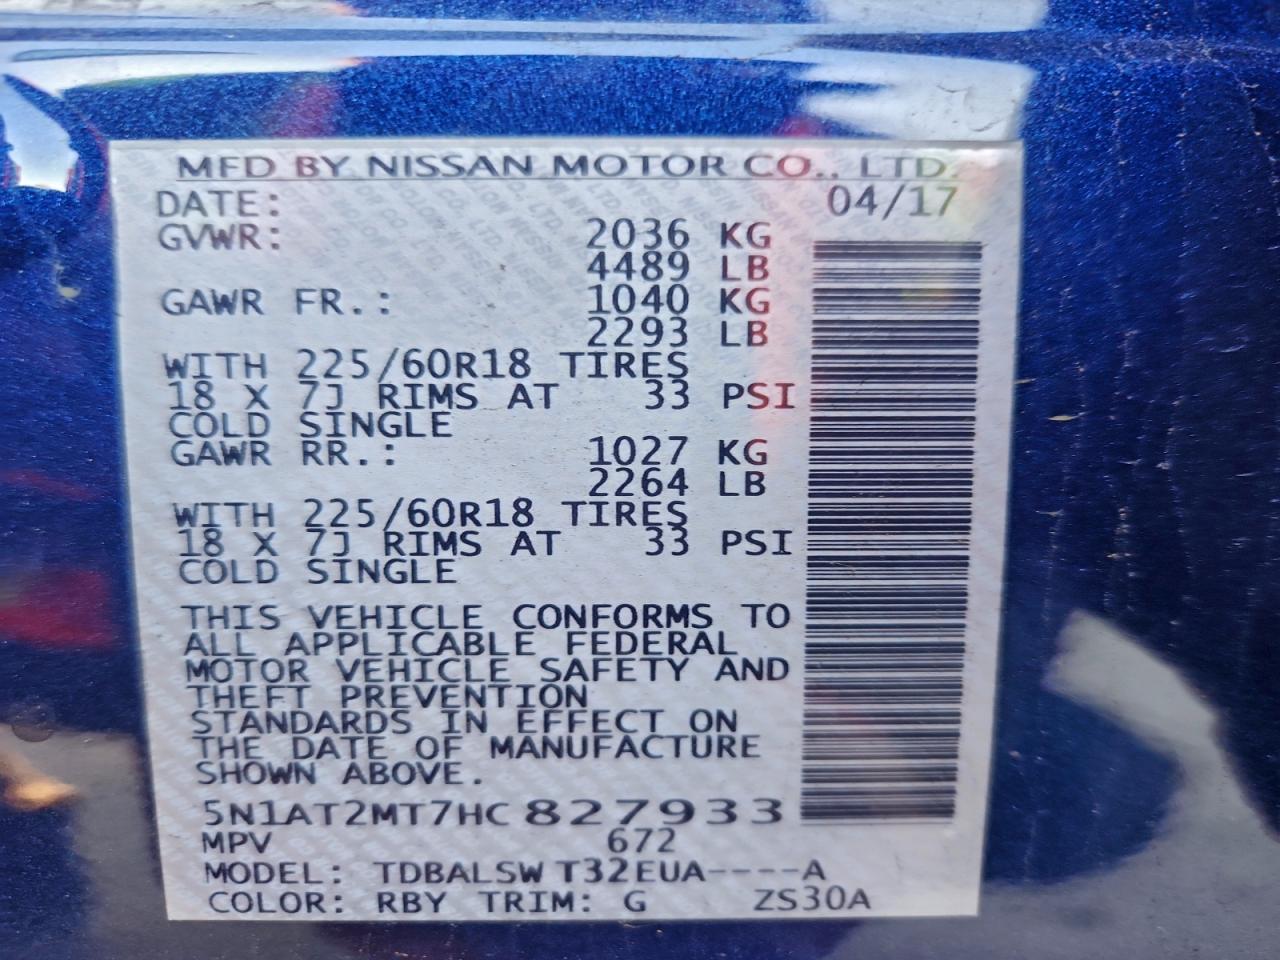 MFD BY NISSAN MOTOR CO., LTD.
DATE: 04/17
GVWR: 2036 KG
4489 LB
GAWR FR.: 1040 KG
2293 LB
WITH 225/60R18 TIRES
18 X 7J RIMS AT 33 PSI
COLD SINGLE
GAWR RR.: 1027 KG
2264 LB
WITH 225/60R18 TIRES
18 X 7J RIMS AT 33 PSI
COLD SINGLE
THIS VEHICLE CONFORMS TO
ALL APPLICABLE FEDERAL
MOTOR VEHICLE SAFETY AND
THEFT PREVENTION
STANDARDS IN EFFECT ON
THE DATE OF MANUFACTURE
SHOWN ABOVE.
5N1AT2MT7HC827933
MPV 672
MODEL: TDBALSW T32EUA----A
COLOR: RBY TRIM: G ZS30A